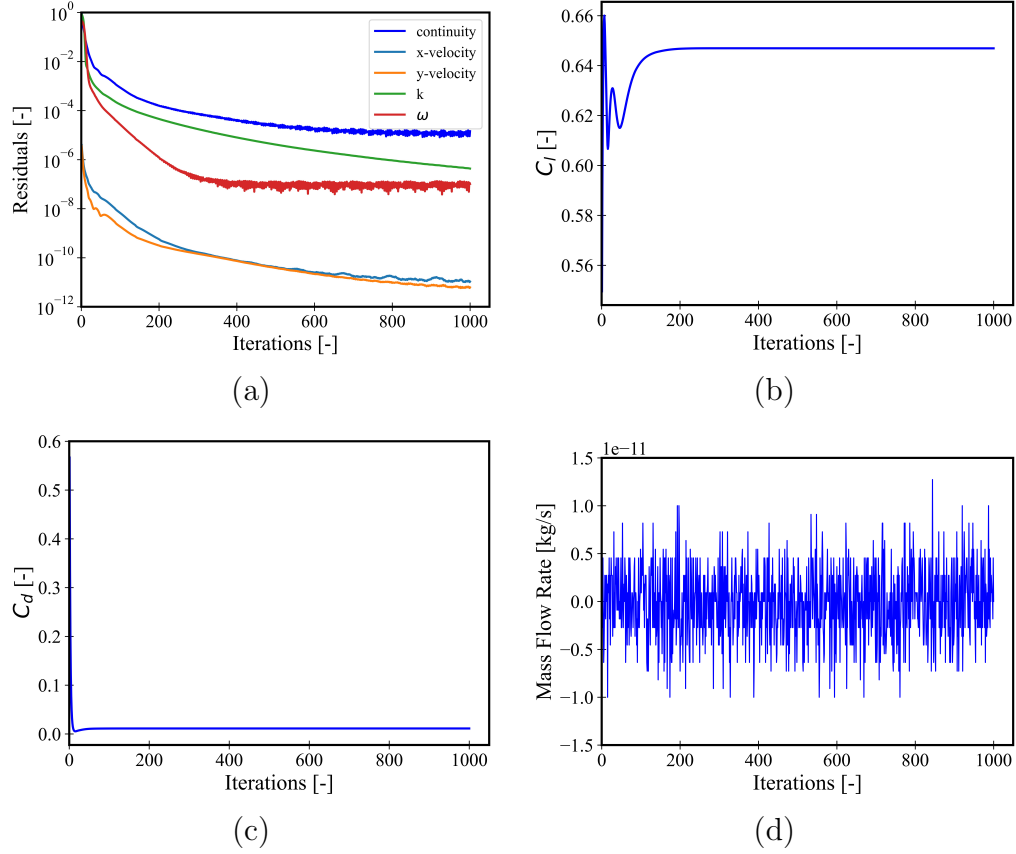 10^0
10^-2
10^-4
10^-6
10^-8
10^-10
10^-12
Residuals [-]
continuity
x-velocity
y-velocity
k
ω
0 200 400 600 800 1000
Iterations [-]
(a)
0.66
0.64
0.62
0.60
0.58
0.56
C_l [-]
0 200 400 600 800 1000
Iterations [-]
(b)
0.6
0.5
0.4
0.3
0.2
0.1
0.0
C_d [-]
0 200 400 600 800 1000
Iterations [-]
(c)
1e−11
1.5
1.0
0.5
0.0
−0.5
−1.0
−1.5
Mass Flow Rate [kg/s]
0 200 400 600 800 1000
Iterations [-]
(d)